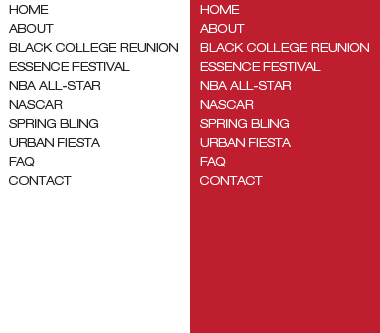 HOME
ABOUT
BLACK COLLEGE REUNION
ESSENCE FESTIVAL
NBA ALL-STAR
NASCAR
SPRING BLING
URBAN FIESTA
FAQ
CONTACT
HOME
ABOUT
BLACK COLLEGE REUNION
ESSENCE FESTIVAL
NBA ALL-STAR
NASCAR
SPRING BLING
URBAN FIESTA
FAQ
CONTACT